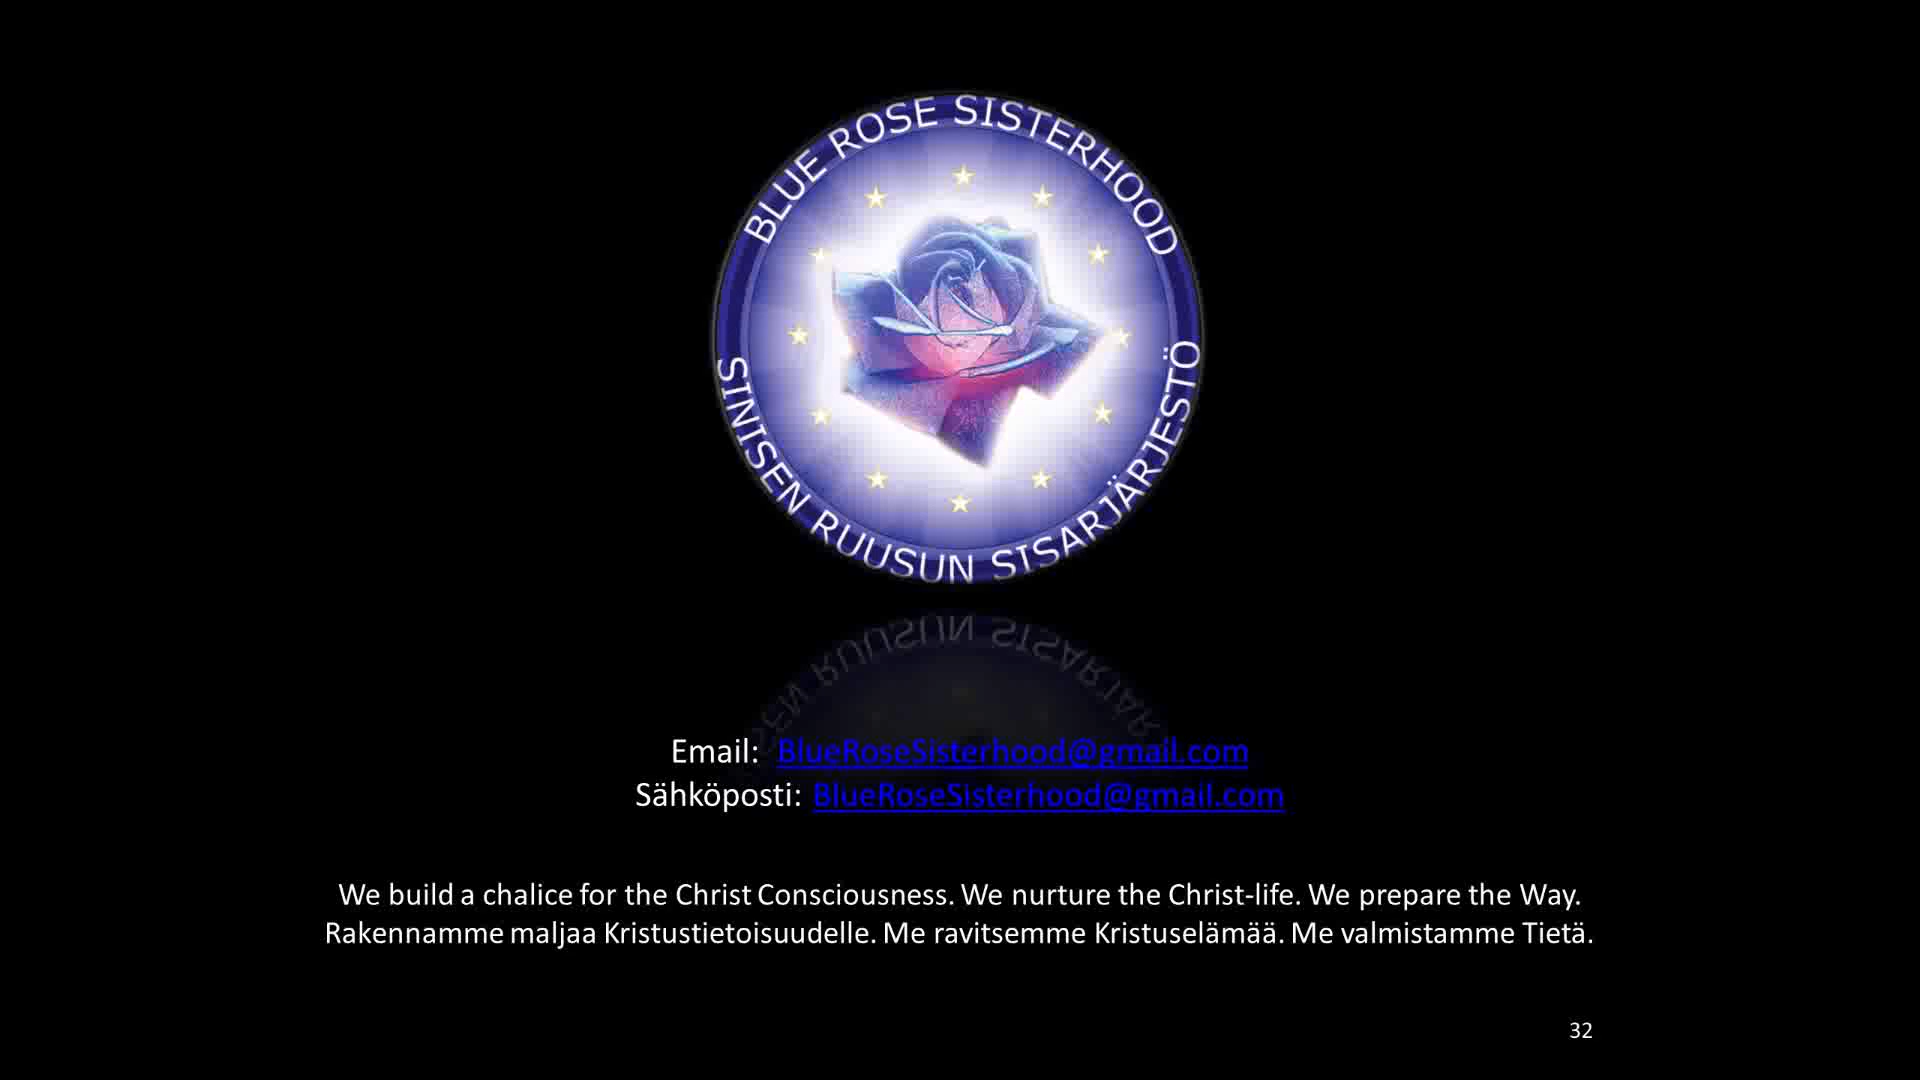 BLUE ROSE SISTERHOOD
SINISEN RUUSUN SISARJÄRJESTÖ
Email: BlueRoseSisterhood@gmail.com
Sähköposti: BlueRoseSisterhood@gmail.com
We build a chalice for the Christ Consciousness. We nurture the Christ-life. We prepare the Way.
Rakennamme maljaa Kristustietoisuudelle. Me ravitsemme Kristuselämää. Me valmistamme Tietä.
32